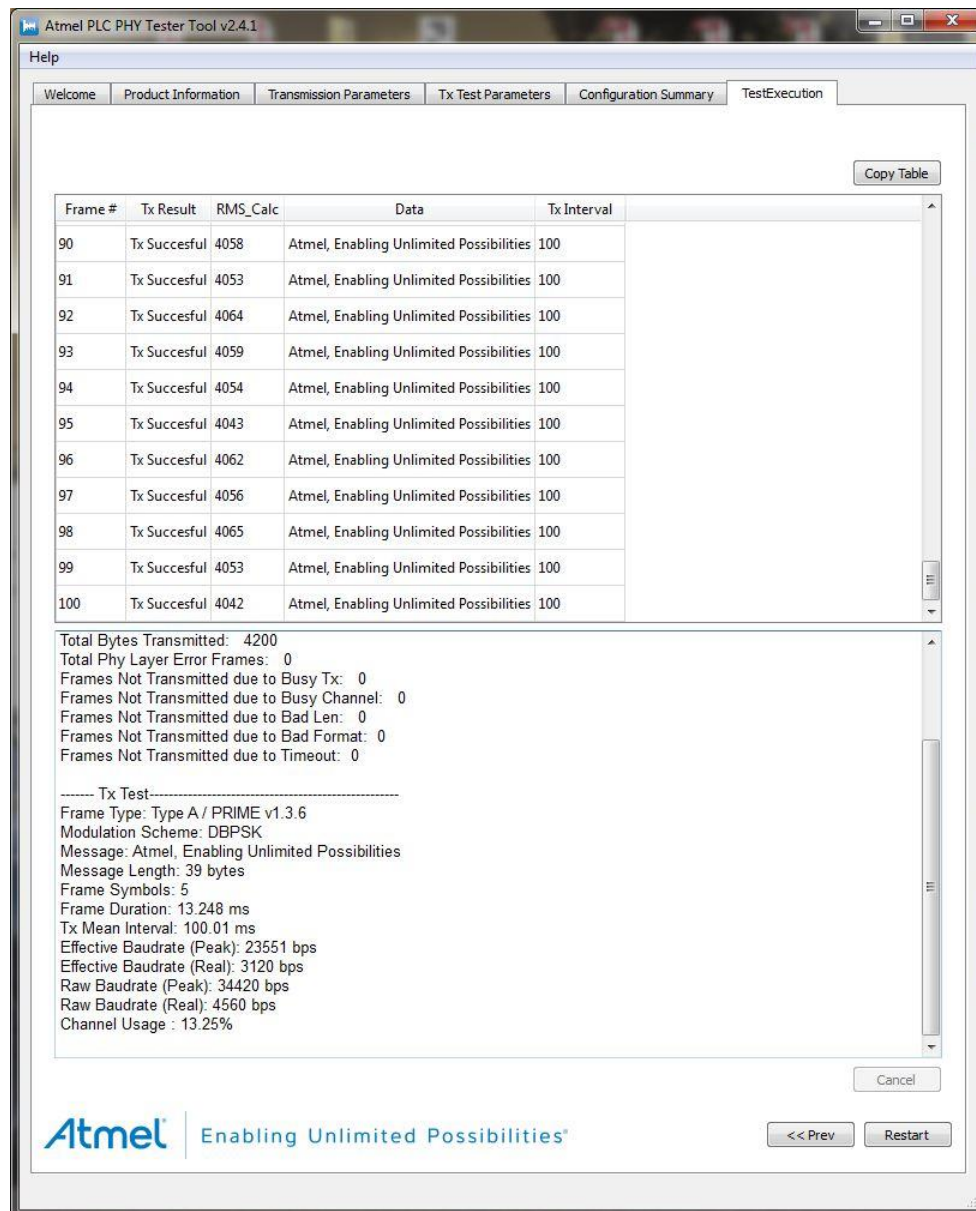 Atmel PLC PHY Tester Tool v2.4.1
Help
Welcome Product Information Transmission Parameters Tx Test Parameters Configuration Summary TestExecution
Copy Table
Frame # Tx Result RMS_Calc Data Tx Interval
90 Tx Succesful 4058 Atmel, Enabling Unlimited Possibilities 100
91 Tx Succesful 4053 Atmel, Enabling Unlimited Possibilities 100
92 Tx Succesful 4064 Atmel, Enabling Unlimited Possibilities 100
93 Tx Succesful 4059 Atmel, Enabling Unlimited Possibilities 100
94 Tx Succesful 4054 Atmel, Enabling Unlimited Possibilities 100
95 Tx Succesful 4043 Atmel, Enabling Unlimited Possibilities 100
96 Tx Succesful 4062 Atmel, Enabling Unlimited Possibilities 100
97 Tx Succesful 4056 Atmel, Enabling Unlimited Possibilities 100
98 Tx Succesful 4065 Atmel, Enabling Unlimited Possibilities 100
99 Tx Succesful 4053 Atmel, Enabling Unlimited Possibilities 100
100 Tx Succesful 4042 Atmel, Enabling Unlimited Possibilities 100
Total Bytes Transmitted: 4200
Total Phy Layer Error Frames: 0
Frames Not Transmitted due to Busy Tx: 0
Frames Not Transmitted due to Busy Channel: 0
Frames Not Transmitted due to Bad Len: 0
Frames Not Transmitted due to Bad Format: 0
Frames Not Transmitted due to Timeout: 0
------- Tx Test----------------------------------------------------
Frame Type: Type A / PRIME v1.3.6
Modulation Scheme: DBPSK
Message: Atmel, Enabling Unlimited Possibilities
Message Length: 39 bytes
Frame Symbols: 5
Frame Duration: 13.248 ms
Tx Mean Interval: 100.01 ms
Effective Baudrate (Peak): 23551 bps
Effective Baudrate (Real): 3120 bps
Raw Baudrate (Peak): 34420 bps
Raw Baudrate (Real): 4560 bps
Channel Usage : 13.25%
Cancel
Atmel Enabling Unlimited Possibilities®
<< Prev Restart